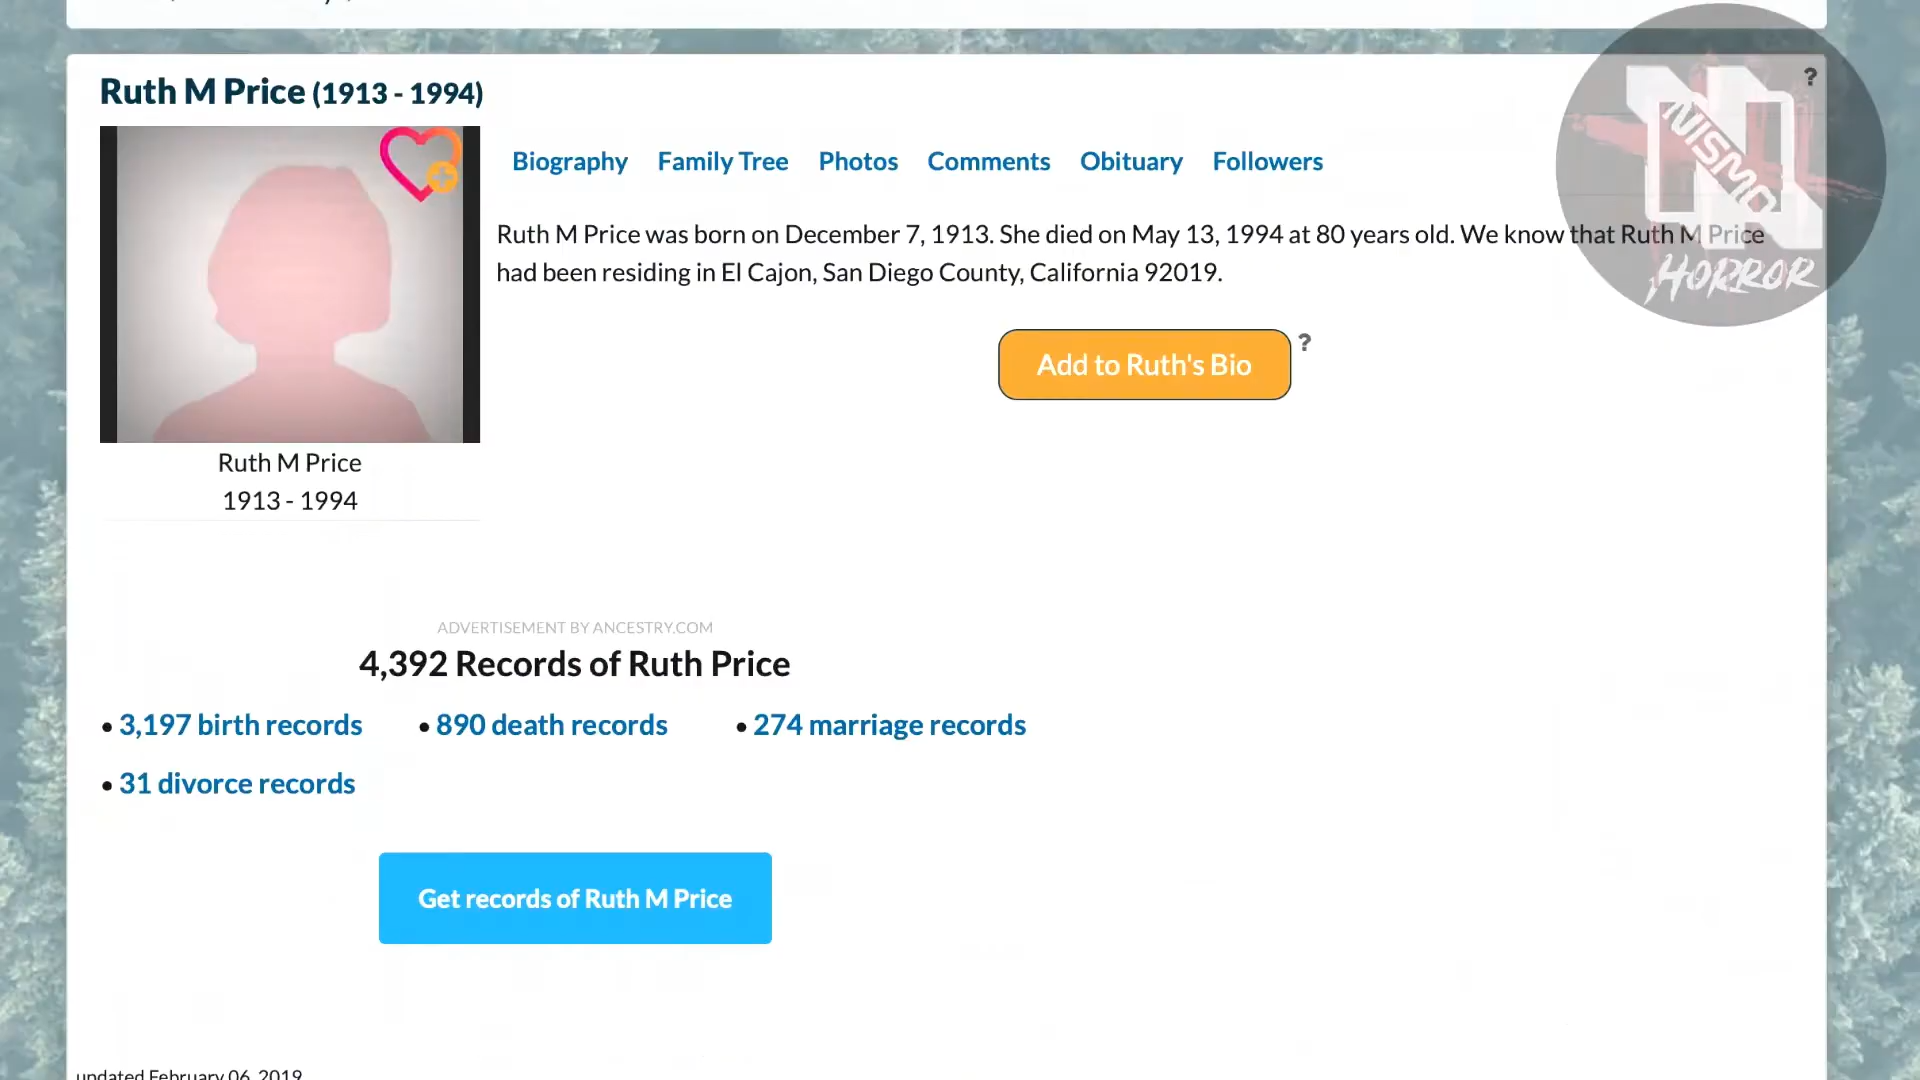 Ruth M Price (1913 - 1994)
?
Biography Family Tree Photos Comments Obituary Followers
Ruth M Price was born on December 7, 1913. She died on May 13, 1994 at 80 years old. We know that Ruth M Price
had been residing in El Cajon, San Diego County, California 92019.
NISMO
HORROR
Add to Ruth's Bio ?
Ruth M Price
1913 - 1994
ADVERTISEMENT BY ANCESTRY.COM
4,392 Records of Ruth Price
• 3,197 birth records • 890 death records • 274 marriage records
• 31 divorce records
Get records of Ruth M Price
updated February 06, 2019